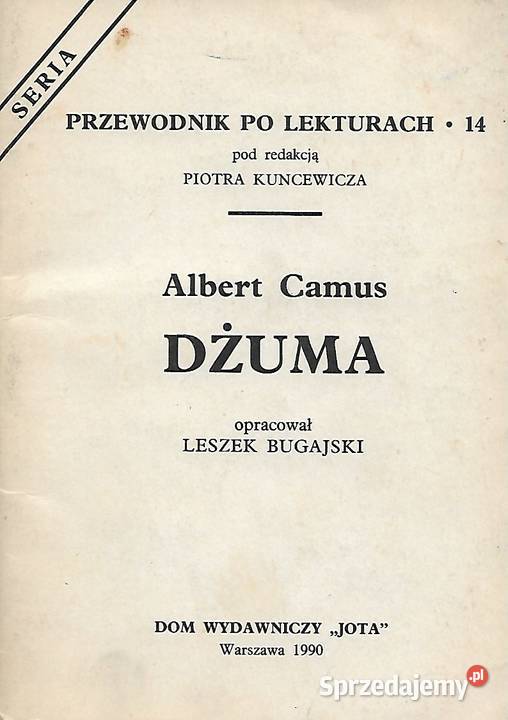 SERIA
PRZEWODNIK PO LEKTURACH • 14
pod redakcją
PIOTRA KUNCEWICZA
Albert Camus
DŻUMA
opracował
LESZEK BUGAJSKI
DOM WYDAWNICZY „JOTA”
Warszawa 1990
Sprzedajemy.pl